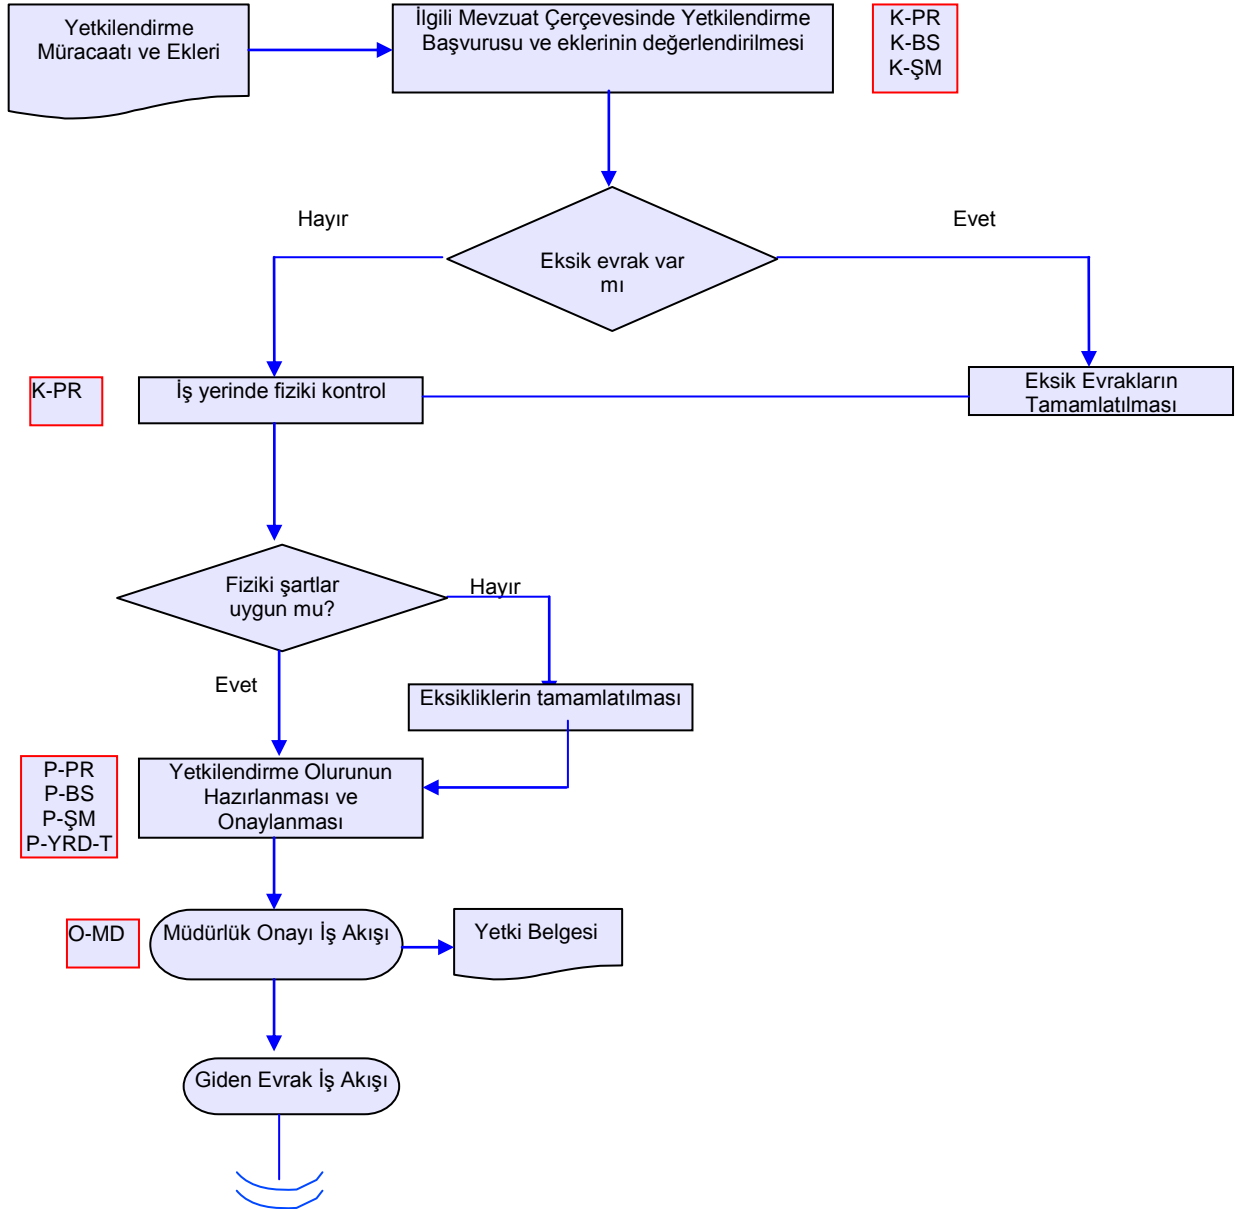 Yetkilendirme
Müracaatı ve Ekleri
İlgili Mevzuat Çerçevesinde Yetkilendirme
Başvurusu ve eklerinin değerlendirilmesi
K-PR
K-BS
K-ŞM
Hayır
Evet
Eksik evrak var
mı
K-PR
İş yerinde fiziki kontrol
Eksik Evrakların
Tamamlatılması
Fiziki şartlar
uygun mu?
Hayır
Evet
Eksikliklerin tamamlatılması
P-PR
P-BS
P-ŞM
P-YRD-T
Yetkilendirme Olurunun
Hazırlanması ve
Onaylanması
O-MD
Müdürlük Onayı İş Akışı
Yetki Belgesi
Giden Evrak İş Akışı